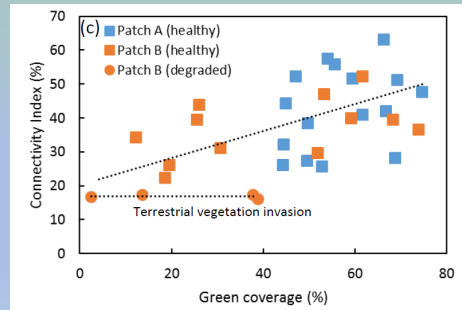 70
(c)
Patch A (healthy)
60
Patch B (healthy)
Patch B (degraded)
50
40
30
20
10
Terrestrial vegetation invasion
0
0 20 40 60 80
Connectivity Index (%)
Green coverage (%)